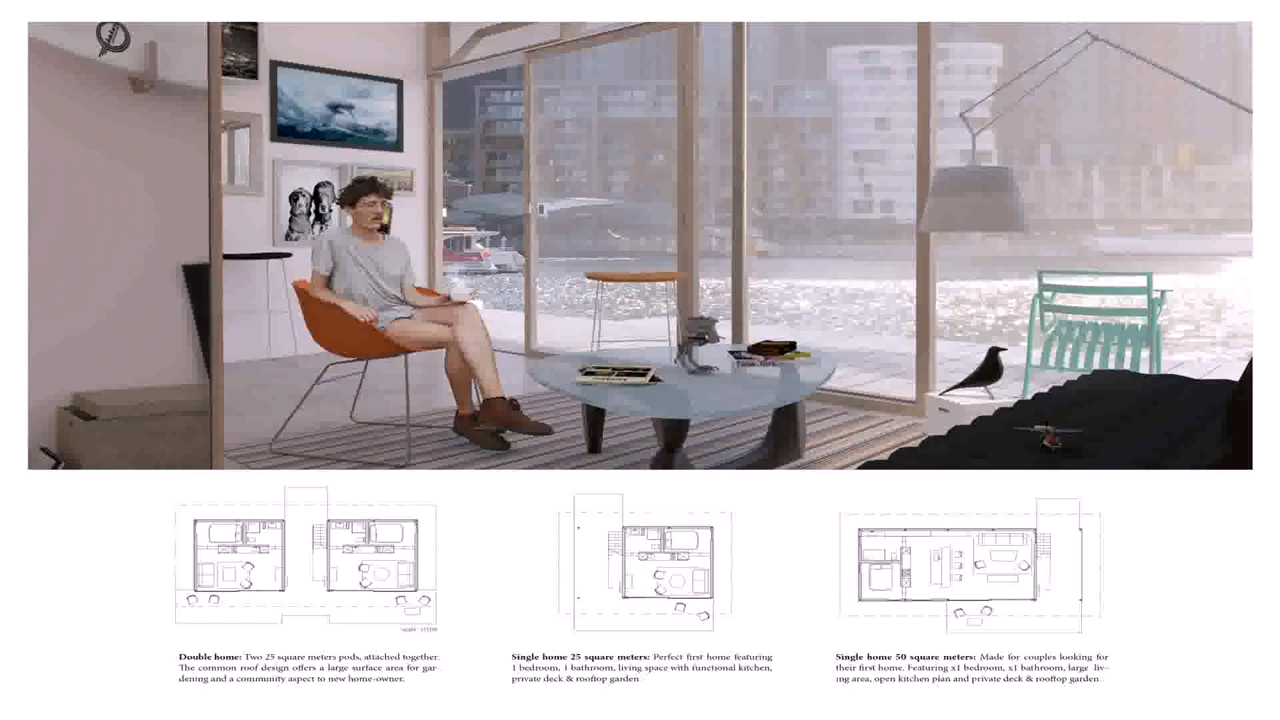 Double home: Two 25 square meters pods, attached together.
The common roof design offers a large surface area for gar-
dening and a community aspect to new home-owner.
Single home 25 square meters: Perfect first home featuring
1 bedroom, 1 bathroom, living space with functional kitchen,
private deck & rooftop garden
Single home 50 square meters: Made for couples looking for
their first home. Featuring x1 bedroom, x1 bathroom, large liv-
ing area, open kitchen plan and private deck & rooftop garden